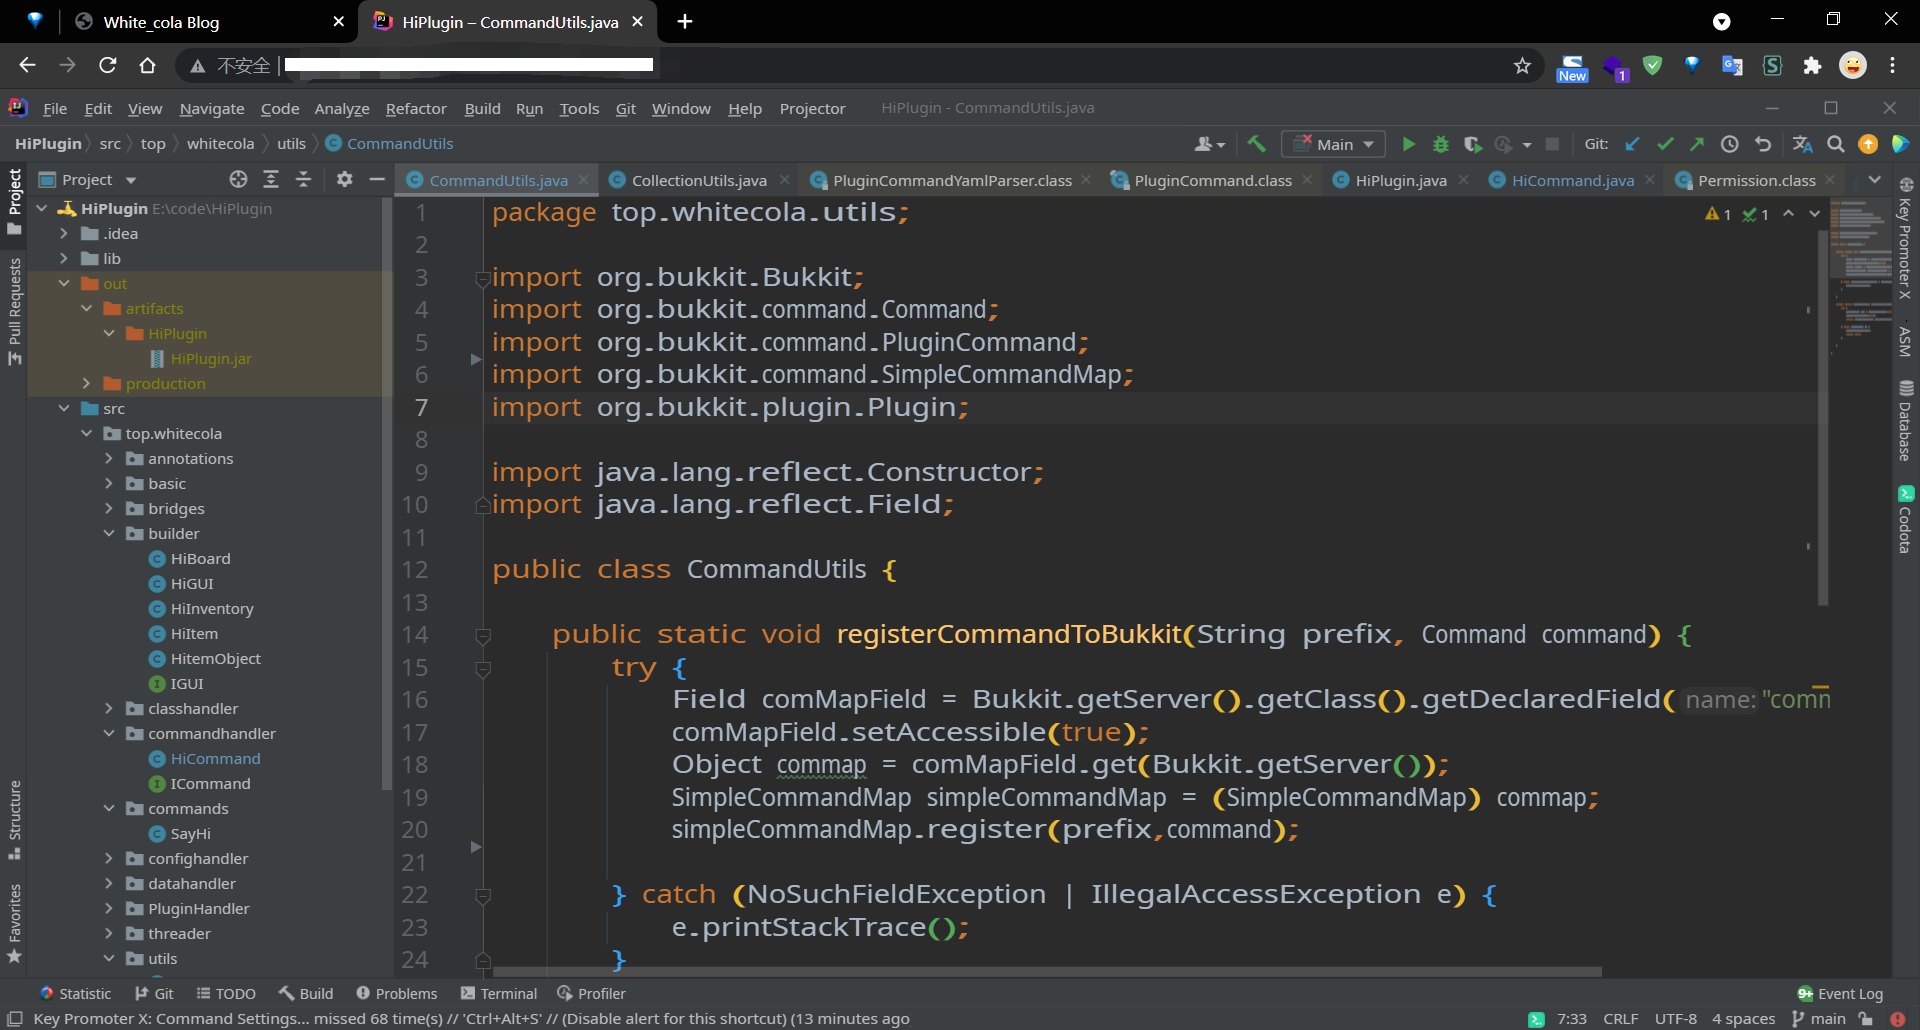 White_cola Blog
HiPlugin – CommandUtils.java
不安全
New
1
File Edit View Navigate Code Analyze Refactor Build Run Tools Git Window Help Projector HiPlugin - CommandUtils.java
HiPlugin src top whitecola utils CommandUtils
Main
Git:
Project
CommandUtils.java CollectionUtils.java PluginCommandYamlParser.class PluginCommand.class HiPlugin.java HiCommand.java Permission.class
Project
Pull Requests
Structure
Favorites
HiPlugin E:\code\HiPlugin
.idea
lib
out
artifacts
HiPlugin
HiPlugin.jar
production
src
top.whitecola
annotations
basic
bridges
builder
HiBoard
HiGUI
HiInventory
HiItem
HitemObject
IGUI
classhandler
commandhandler
HiCommand
ICommand
commands
SayHi
confighandler
datahandler
PluginHandler
threader
utils
1 package top.whitecola.utils;
2
3 import org.bukkit.Bukkit;
4 import org.bukkit.command.Command;
5 import org.bukkit.command.PluginCommand;
6 import org.bukkit.command.SimpleCommandMap;
7 import org.bukkit.plugin.Plugin;
8
9 import java.lang.reflect.Constructor;
10 import java.lang.reflect.Field;
11
12 public class CommandUtils {
13
14 public static void registerCommandToBukkit(String prefix, Command command) {
15 try {
16 Field comMapField = Bukkit.getServer().getClass().getDeclaredField( name: "comm
17 comMapField.setAccessible(true);
18 Object commap = comMapField.get(Bukkit.getServer());
19 SimpleCommandMap simpleCommandMap = (SimpleCommandMap) commap;
20 simpleCommandMap.register(prefix,command);
21
22 } catch (NoSuchFieldException | IllegalAccessException e) {
23 e.printStackTrace();
24 }
1 1
Key Promoter X
ASM
Database
Codota
Statistic Git TODO Build Problems Terminal Profiler 9+ Event Log
Key Promoter X: Command Settings... missed 68 time(s) // 'Ctrl+Alt+S' // (Disable alert for this shortcut) (13 minutes ago 7:33 CRLF UTF-8 4 spaces main